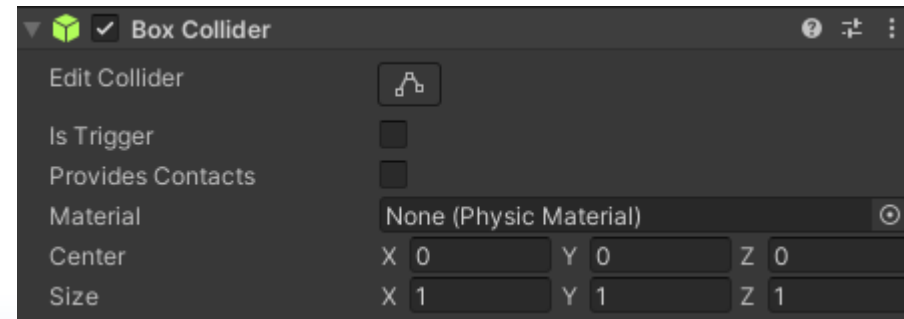 Box Collider
Edit Collider
Is Trigger
Provides Contacts
Material None (Physic Material)
Center X 0 Y 0 Z 0
Size X 1 Y 1 Z 1